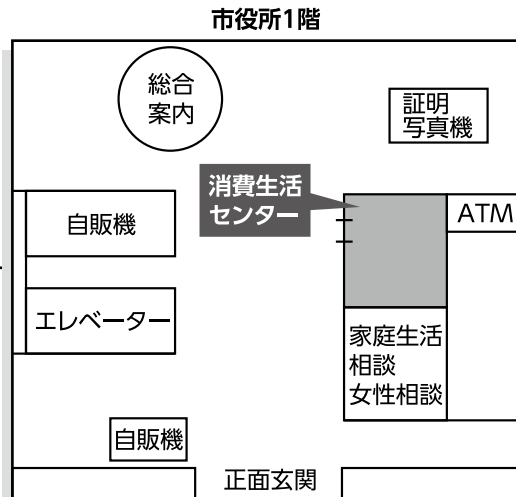 市役所1階
総合
案内
証明
写真機
消費生活
センター
自販機
ATM
エレベーター
家庭生活
相談
女性相談
自販機
正面玄関